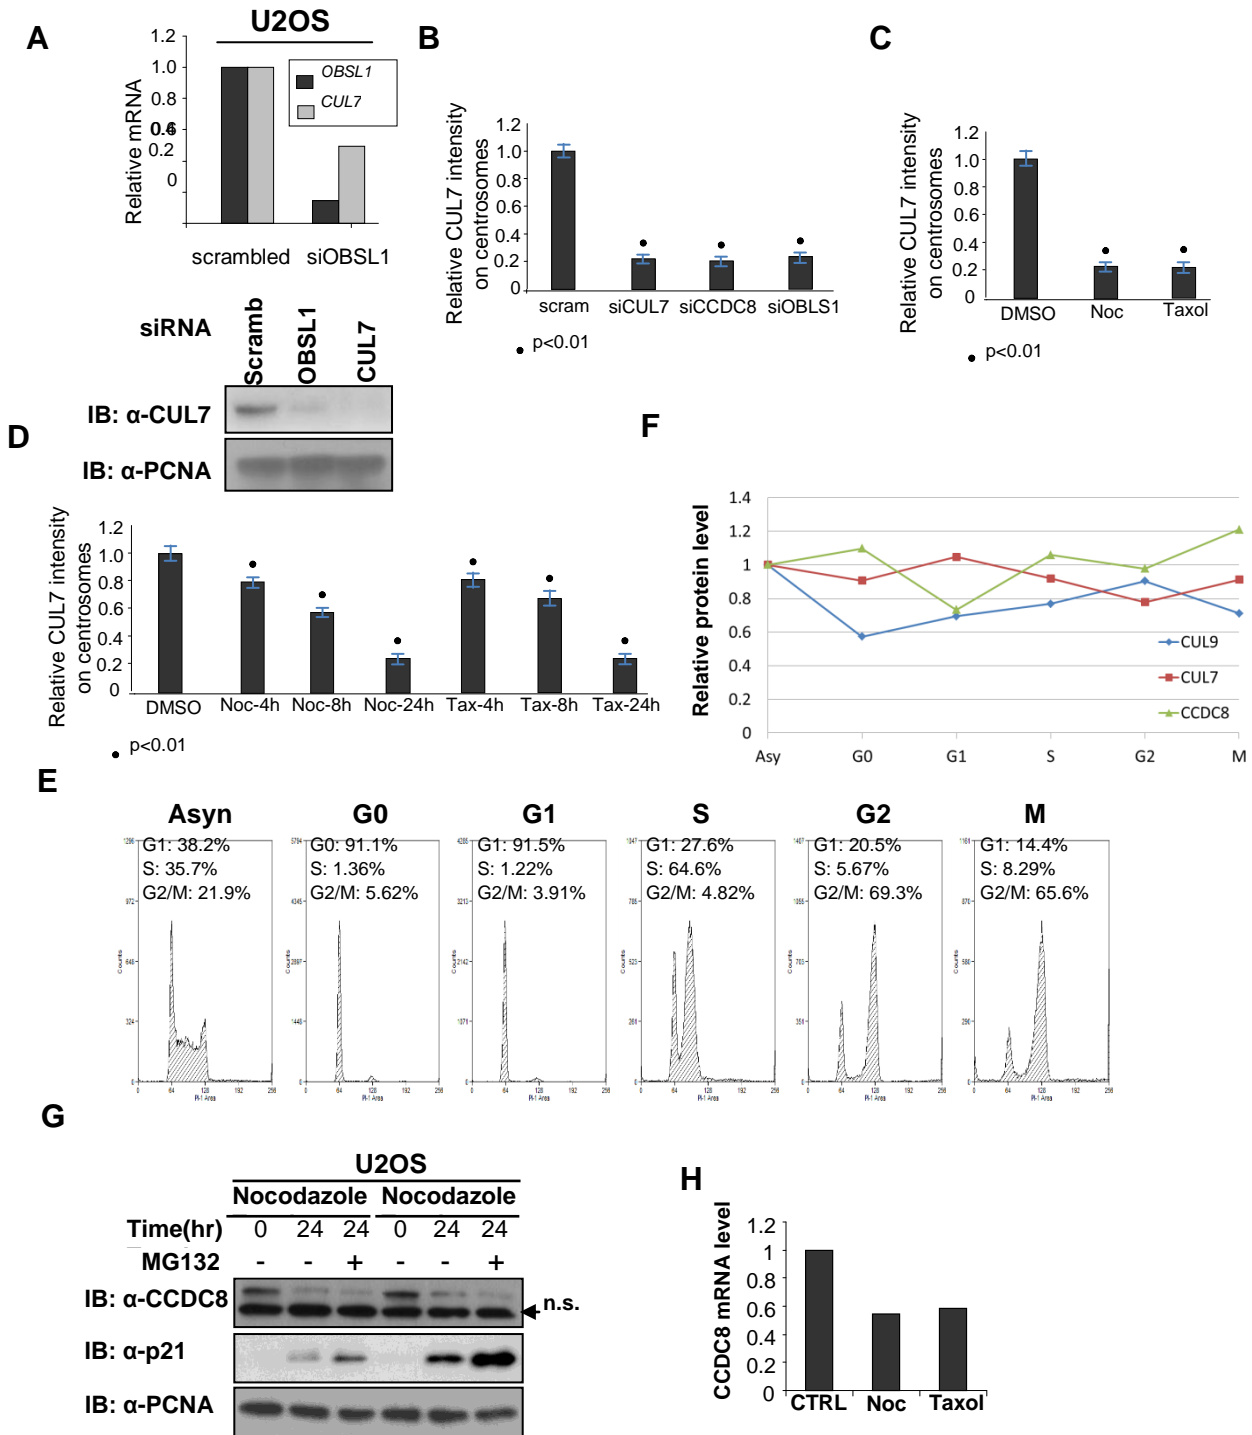 A
U2OS
1.2
1.0
0.8
0.6
0.4
0.2
0
Relative mRNA
OBSL1
CUL7
scrambled siOBSL1
siRNA
Scramb
OBSL1
CUL7
IB: α-CUL7
IB: α-PCNA
B
Relative CUL7 intensity
on centrosomes
1.2
1.0
0.8
0.6
0.4
0.2
0
scram siCUL7 siCCDC8 siOBLS1
• p<0.01
C
Relative CUL7 intensity
on centrosomes
1.2
1.0
0.8
0.6
0.4
0.2
0
DMSO Noc Taxol
• p<0.01
D
Relative CUL7 intensity
on centrosomes
1.2
1.0
0.8
0.6
0.4
0.2
0
DMSO Noc-4h Noc-8h Noc-24h Tax-4h Tax-8h Tax-24h
• p<0.01
F
Relative protein level
1.4
1.2
1
0.8
0.6
0.4
0.2
0
CUL9
CUL7
CCDC8
Asy G0 G1 S G2 M
E
Asyn
G1: 38.2%
S: 35.7%
G2/M: 21.9%
G0
G0: 91.1%
S: 1.36%
G2/M: 5.62%
G1
G1: 91.5%
S: 1.22%
G2/M: 3.91%
S
G1: 27.6%
S: 64.6%
G2/M: 4.82%
G2
G1: 20.5%
S: 5.67%
G2/M: 69.3%
M
G1: 14.4%
S: 8.29%
G2/M: 65.6%
G
U2OS
Nocodazole Nocodazole
Time(hr) 0 24 24 0 24 24
MG132 - - + - - +
IB: α-CCDC8
n.s.
IB: α-p21
IB: α-PCNA
H
CCDC8 mRNA level
1.2
1
0.8
0.6
0.4
0.2
0
CTRL Noc Taxol